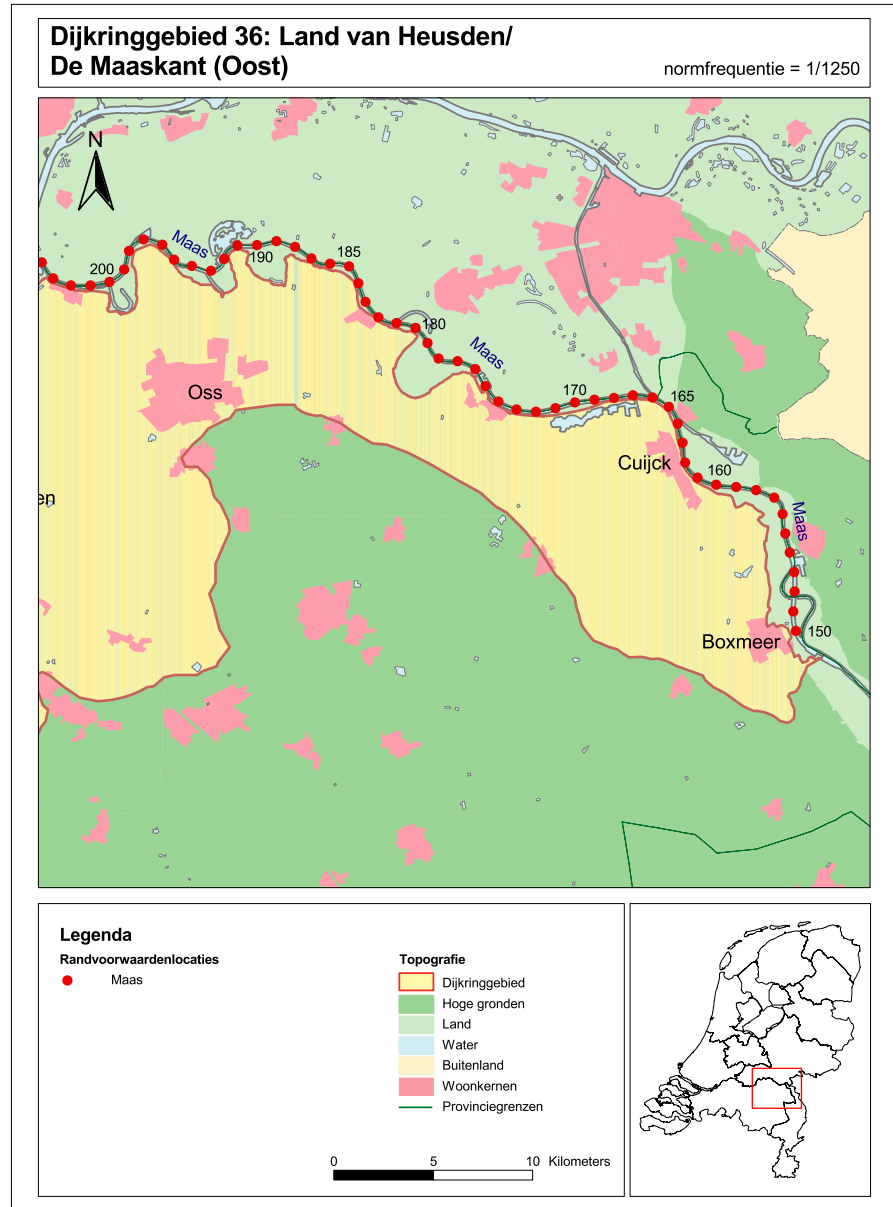 Dijkringgebied 36: Land van Heusden/
De Maaskant (Oost)
normfrequentie = 1/1250
N
Maas
200
190
185
180
Maas
Oss
170
165
Cuijck
160
en
Maas
Boxmeer
150
Legenda
Randvoorwaardenlocaties
Maas
Topografie
Dijkringgebied
Hoge gronden
Land
Water
Buitenland
Woonkernen
Provinciegrenzen
0 5 10 Kilometers